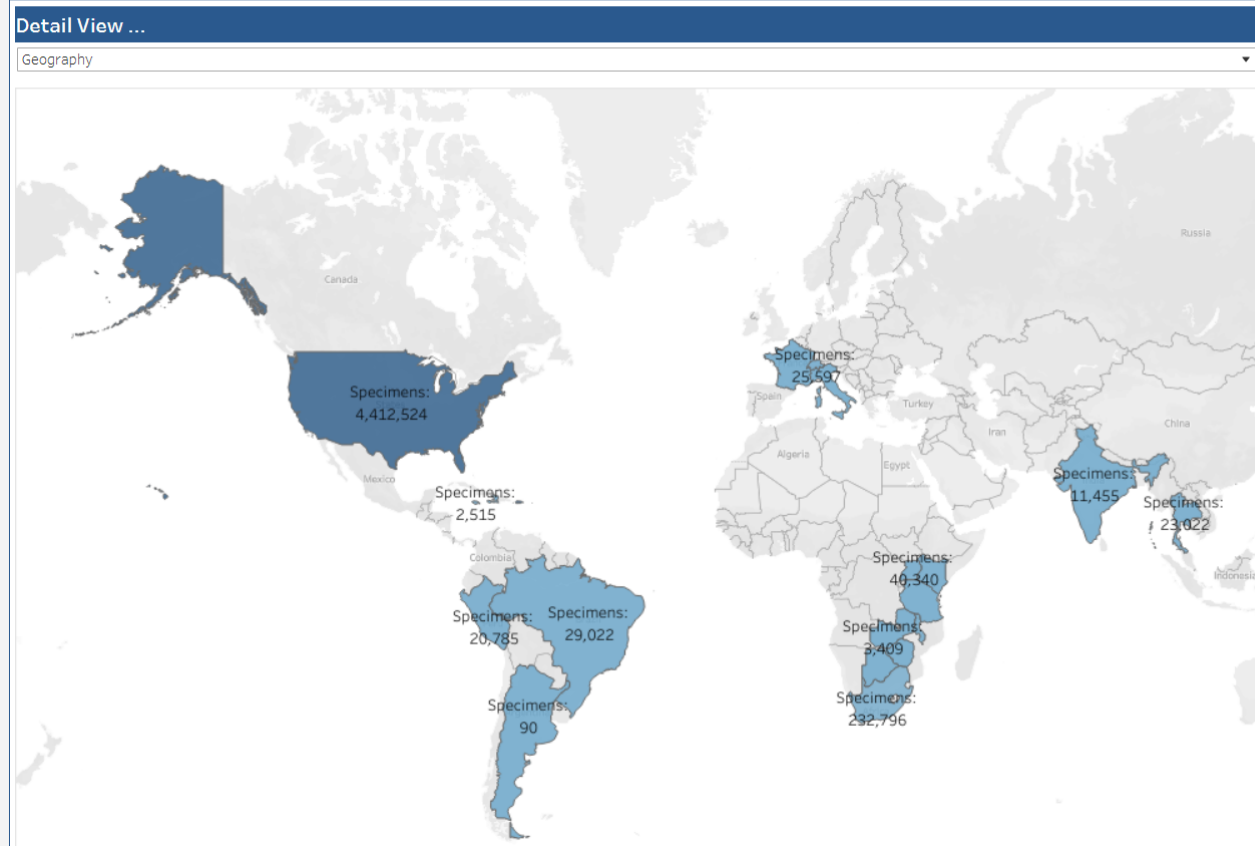 Detail View ...
Geography
Russia
Canada
Specimens:
25,597
Specimens:
4,412,524
Spain
Turkey
China
Iran
Algeria
Egypt
Mexico
Specimens:
11,455
Specimens:
2,515
Specimens:
23,022
Colombia
Specimens:
40,340
Indonesia
Specimens:
20,785
Specimens:
29,022
Specimens:
3,409
Specimens:
90
Specimens:
232,796